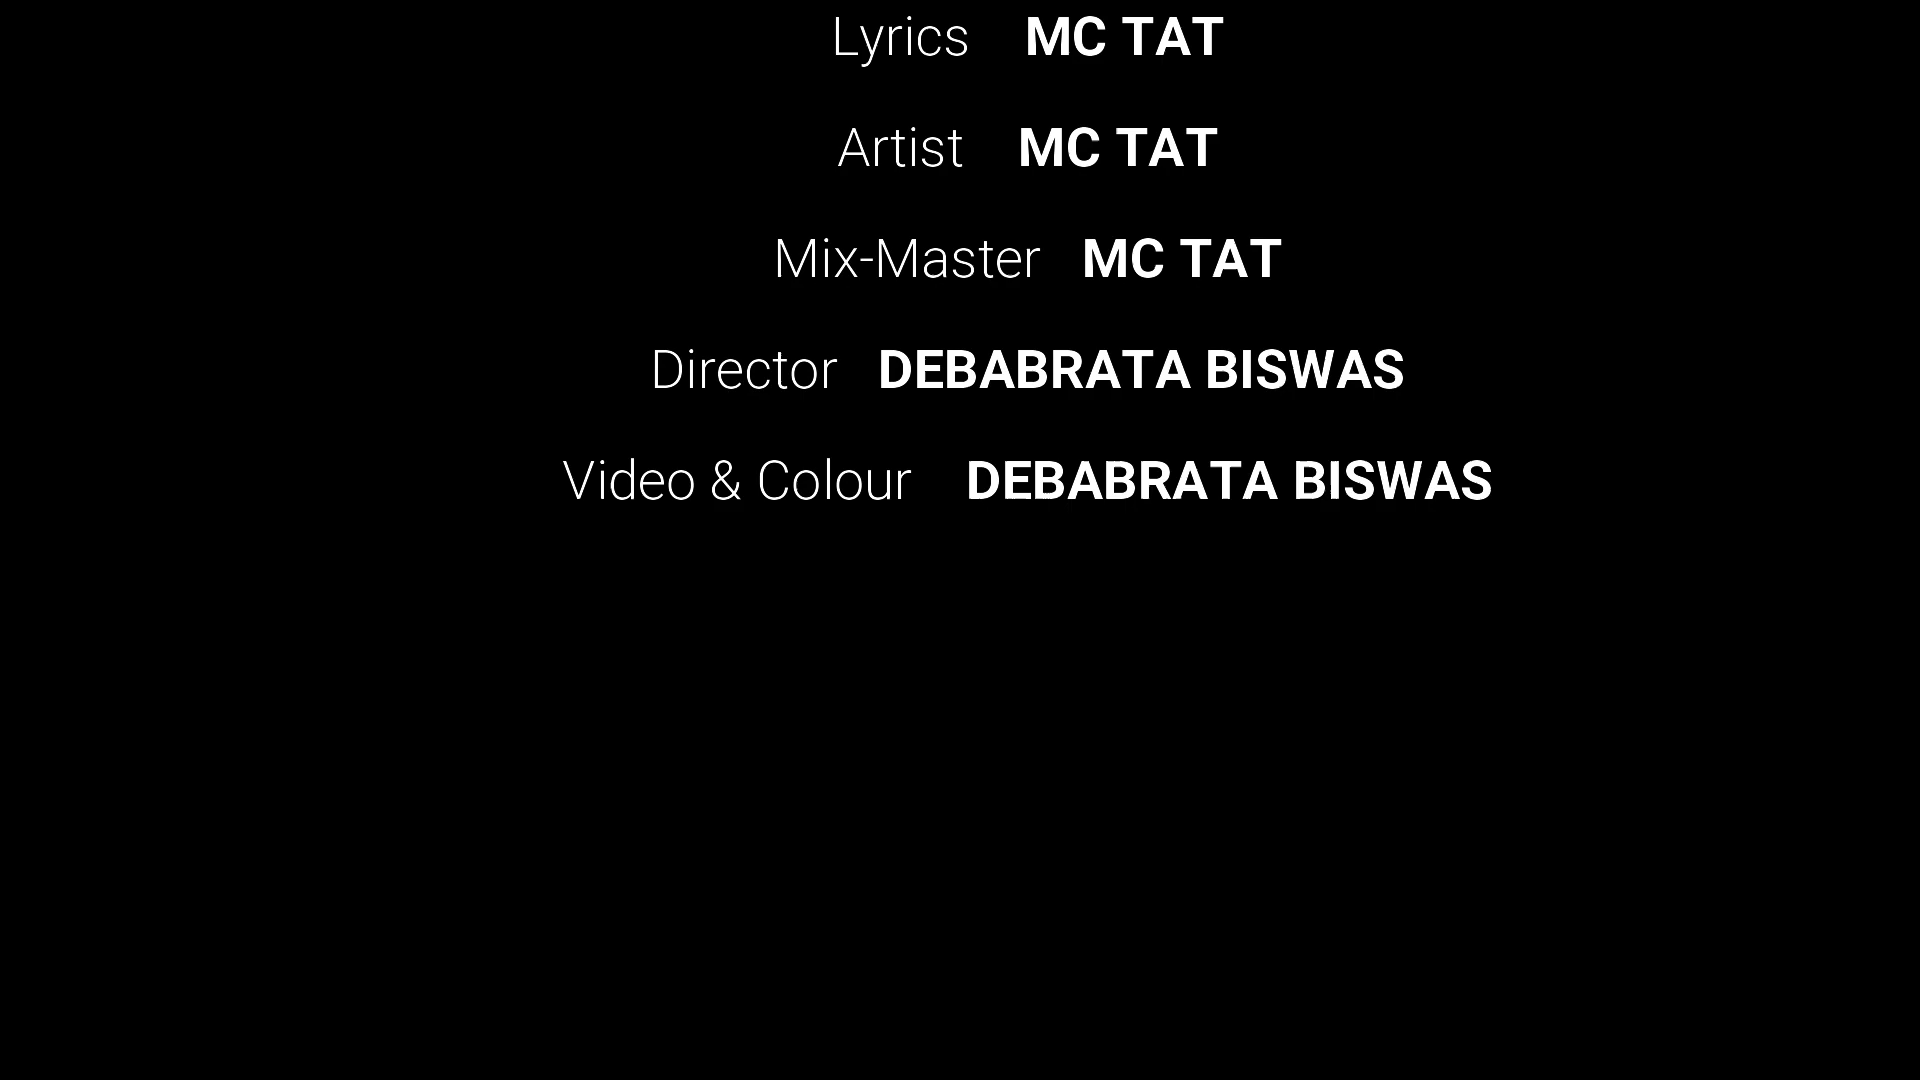 Lyrics MC TAT
Artist MC TAT
Mix-Master MC TAT
Director DEBABRATA BISWAS
Video & Colour DEBABRATA BISWAS